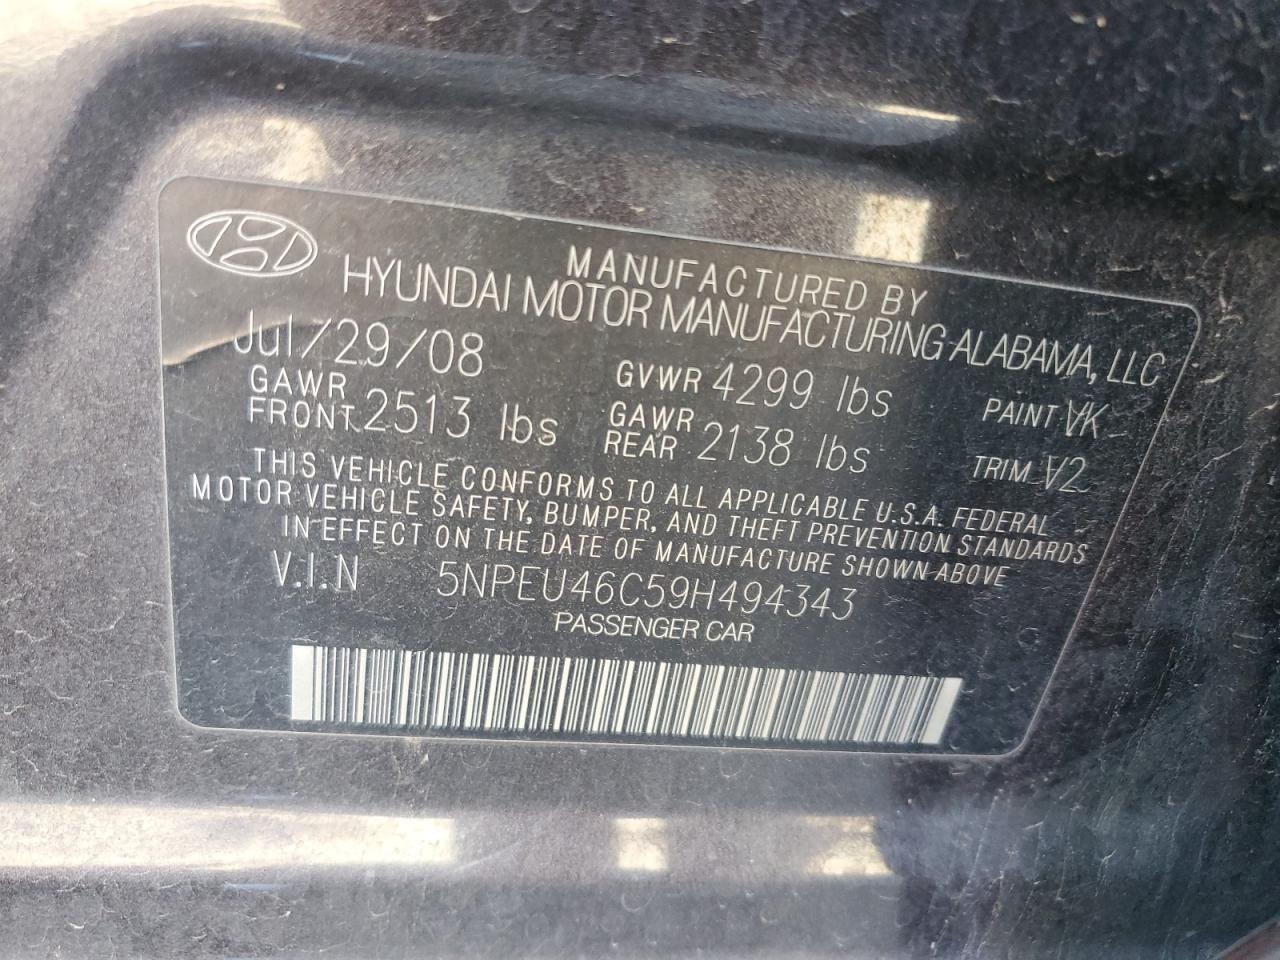 MANUFACTURED BY
HYUNDAI MOTOR MANUFACTURING ALABAMA, LLC
Jul/29/08 GVWR 4299 lbs PAINT VK
GAWR FRONT 2513 lbs GAWR REAR 2138 lbs TRIM V2
THIS VEHICLE CONFORMS TO ALL APPLICABLE U.S.A. FEDERAL
MOTOR VEHICLE SAFETY, BUMPER, AND THEFT PREVENTION STANDARDS
IN EFFECT ON THE DATE OF MANUFACTURE SHOWN ABOVE
V.I.N 5NPEU46C59H494343
PASSENGER CAR